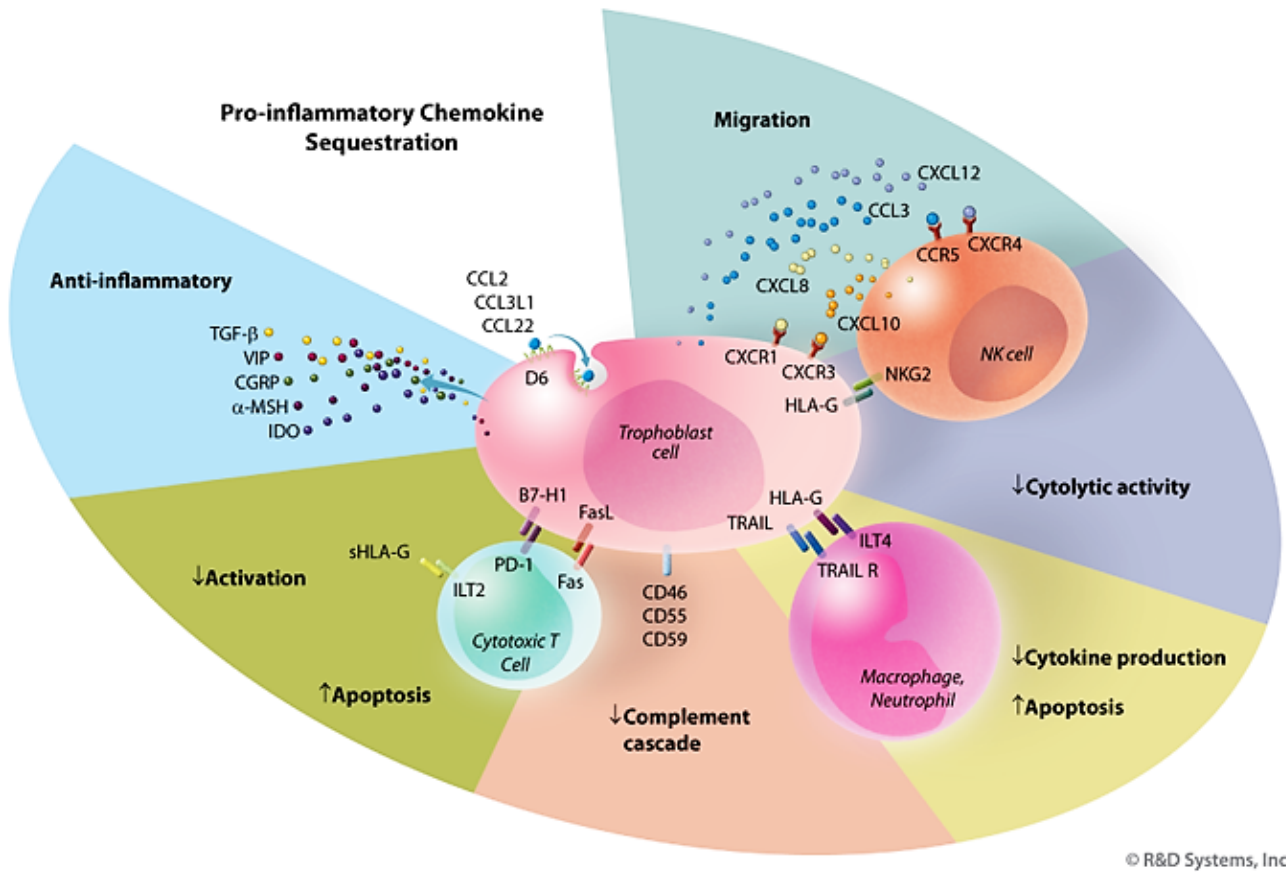 Pro-inflammatory Chemokine
Sequestration
Migration
CXCL12
CCL3
CCR5
CXCR4
CXCL8
CXCL10
CXCR1
CXCR3
NK cell
NKG2
HLA-G
Anti-inflammatory
TGF-β
VIP
CGRP
α-MSH
IDO
CCL2
CCL3L1
CCL22
D6
Trophoblast
cell
↓Cytolytic activity
B7-H1
FasL
TRAIL
HLA-G
sHLA-G
ILT2
PD-1
Fas
Cytotoxic T
Cell
↓Activation
↑Apoptosis
CD46
CD55
CD59
↓Complement
cascade
ILT4
TRAIL R
Macrophage,
Neutrophil
↓Cytokine production
↑Apoptosis
© R&D Systems, Inc